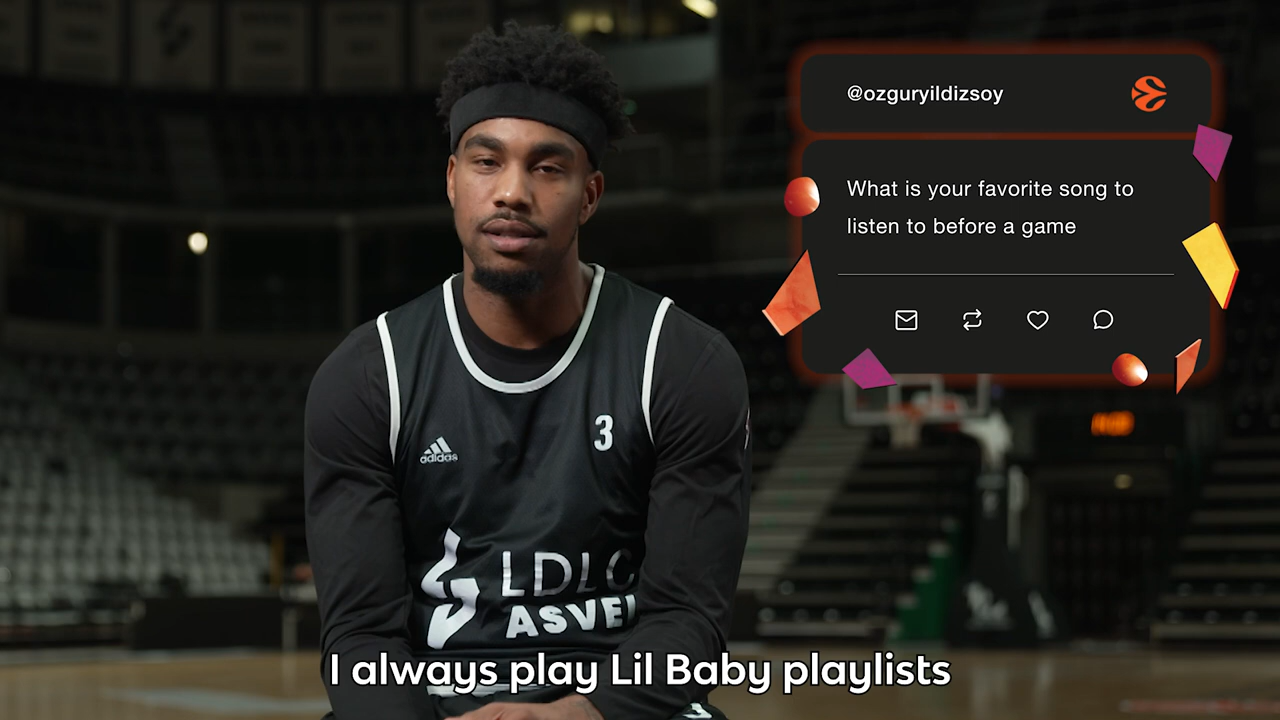 @ozguryildizsoy
What is your favorite song to
listen to before a game
3
adidas
LDLC
ASVEL
I always play Lil Baby playlists
3